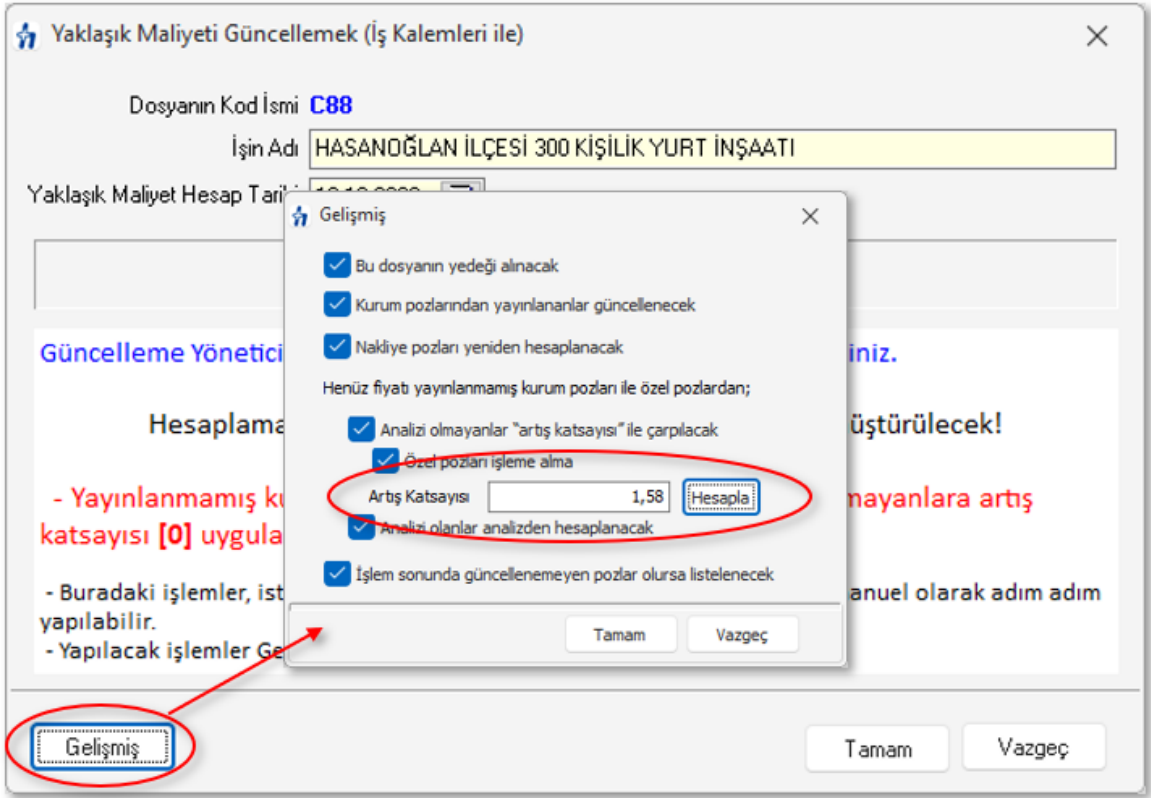 Yaklaşık Maliyeti Güncellemek (İş Kalemleri ile)
Dosyanın Kod İsmi C88
İşin Adı HASANOĞLAN İLÇESİ 300 KİŞİLİK YURT İNŞAATI
Yaklaşık Maliyet Hesap
Gelişmiş
Bu dosyanın yedeği alınacak
Kurum pozlarından yayınlananlar güncellenecek
Nakliye pozları yeniden hesaplanacak
Henüz fiyatı yayınlanmamış kurum pozları ile özel pozlardan;
Analizi olmayanlar "artış katsayısı" ile çarpılacak
Özel pozları işleme alma
Artış Katsayısı 1,58 Hesapla
Analizi olanlar analizden hesaplanacak
İşlem sonunda güncellenemeyen pozlar olursa listelenecek
Tamam Vazgeç
Güncelleme Yönetici iniz.
Hesaplama üştürülecek!
- Yayınlanmamış ku mayanlara artış
katsayısı [0] uygula
- Buradaki işlemler, ist anuel olarak adım adım
yapılabilir.
- Yapılacak işlemler Ge
Gelişmiş Tamam Vazgeç